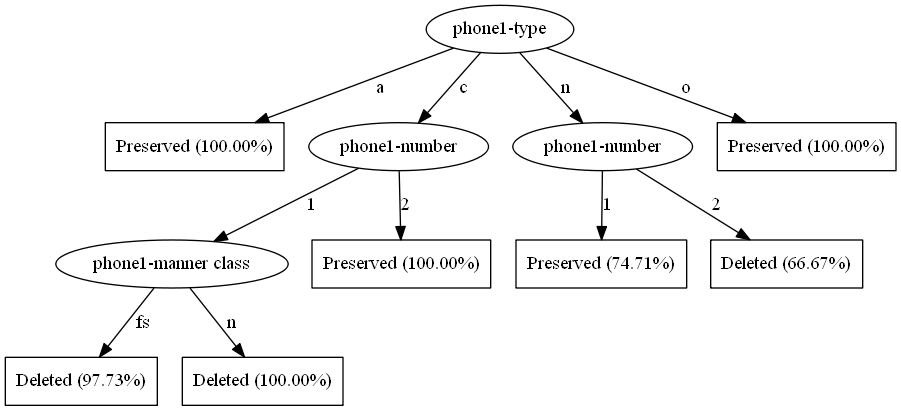 phone1-type
a
c
n
o
Preserved (100.00%)
phone1-number
phone1-number
Preserved (100.00%)
1
2
1
2
phone1-manner class
Preserved (100.00%)
Preserved (74.71%)
Deleted (66.67%)
fs
n
Deleted (97.73%)
Deleted (100.00%)